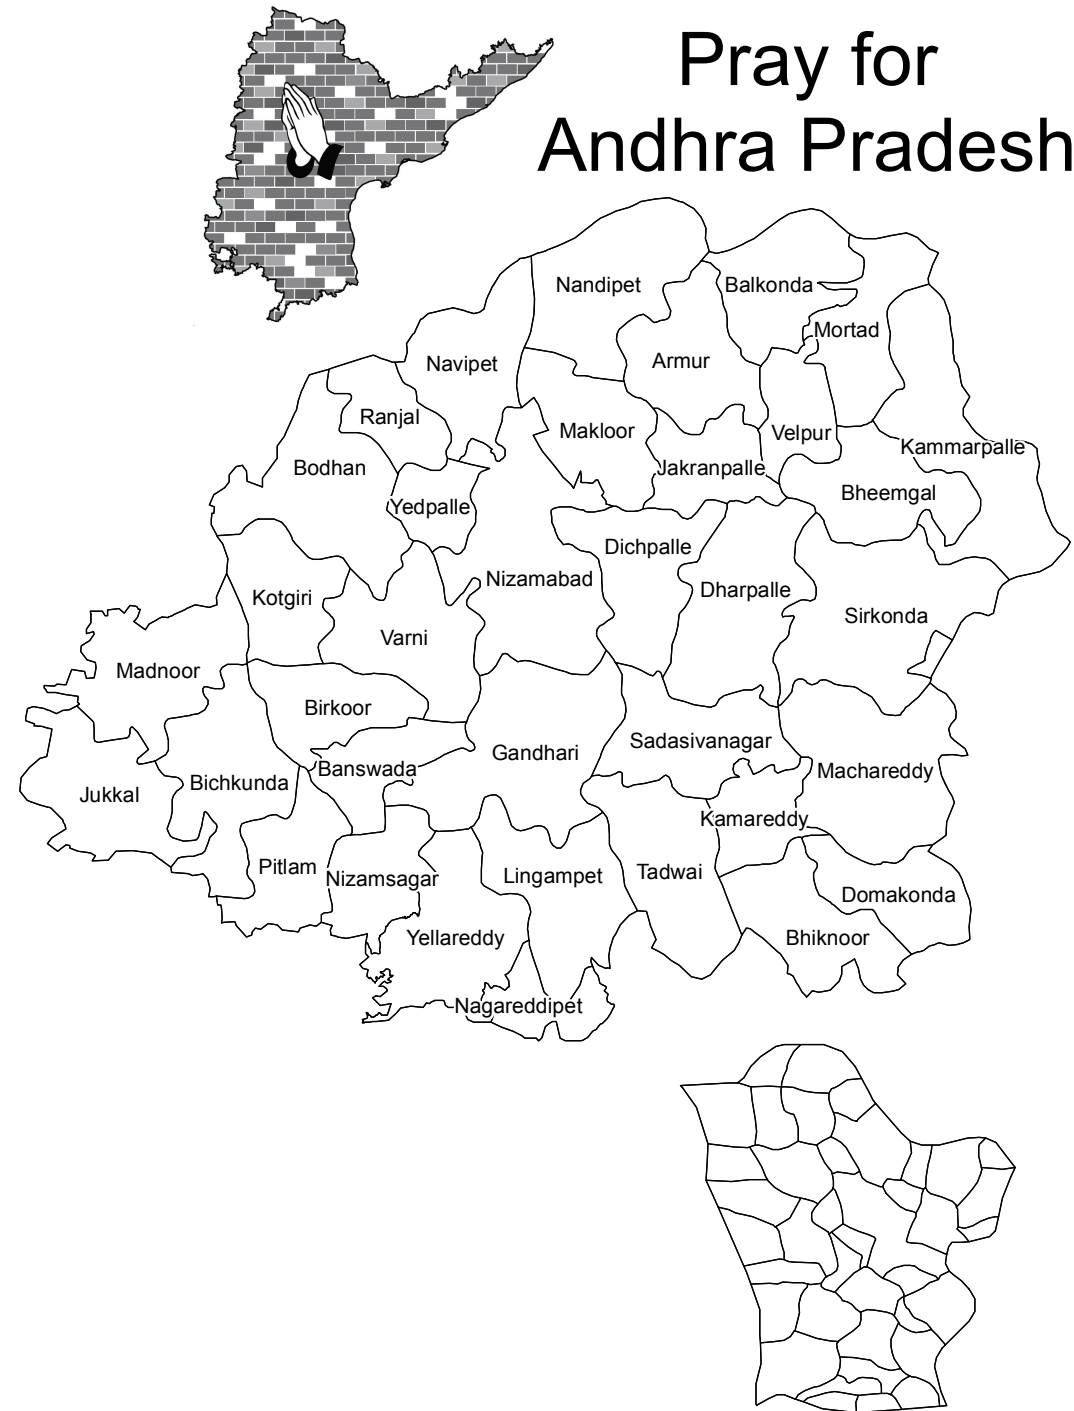 Pray for
Andhra Pradesh
Nandipet
Balkonda
Mortad
Navipet
Armur
Ranjal
Makloor
Velpur
Kammarpalle
Bodhan
Jakranpalle
Yedpalle
Bheemgal
Dichpalle
Nizamabad
Dharpalle
Kotgiri
Varni
Sirkonda
Madnoor
Birkoor
Sadasivanagar
Gandhari
Banswada
Machareddy
Bichkunda
Jukkal
Kamareddy
Pitlam
Nizamsagar
Lingampet
Tadwai
Domakonda
Yellareddy
Bhiknoor
Nagareddipet